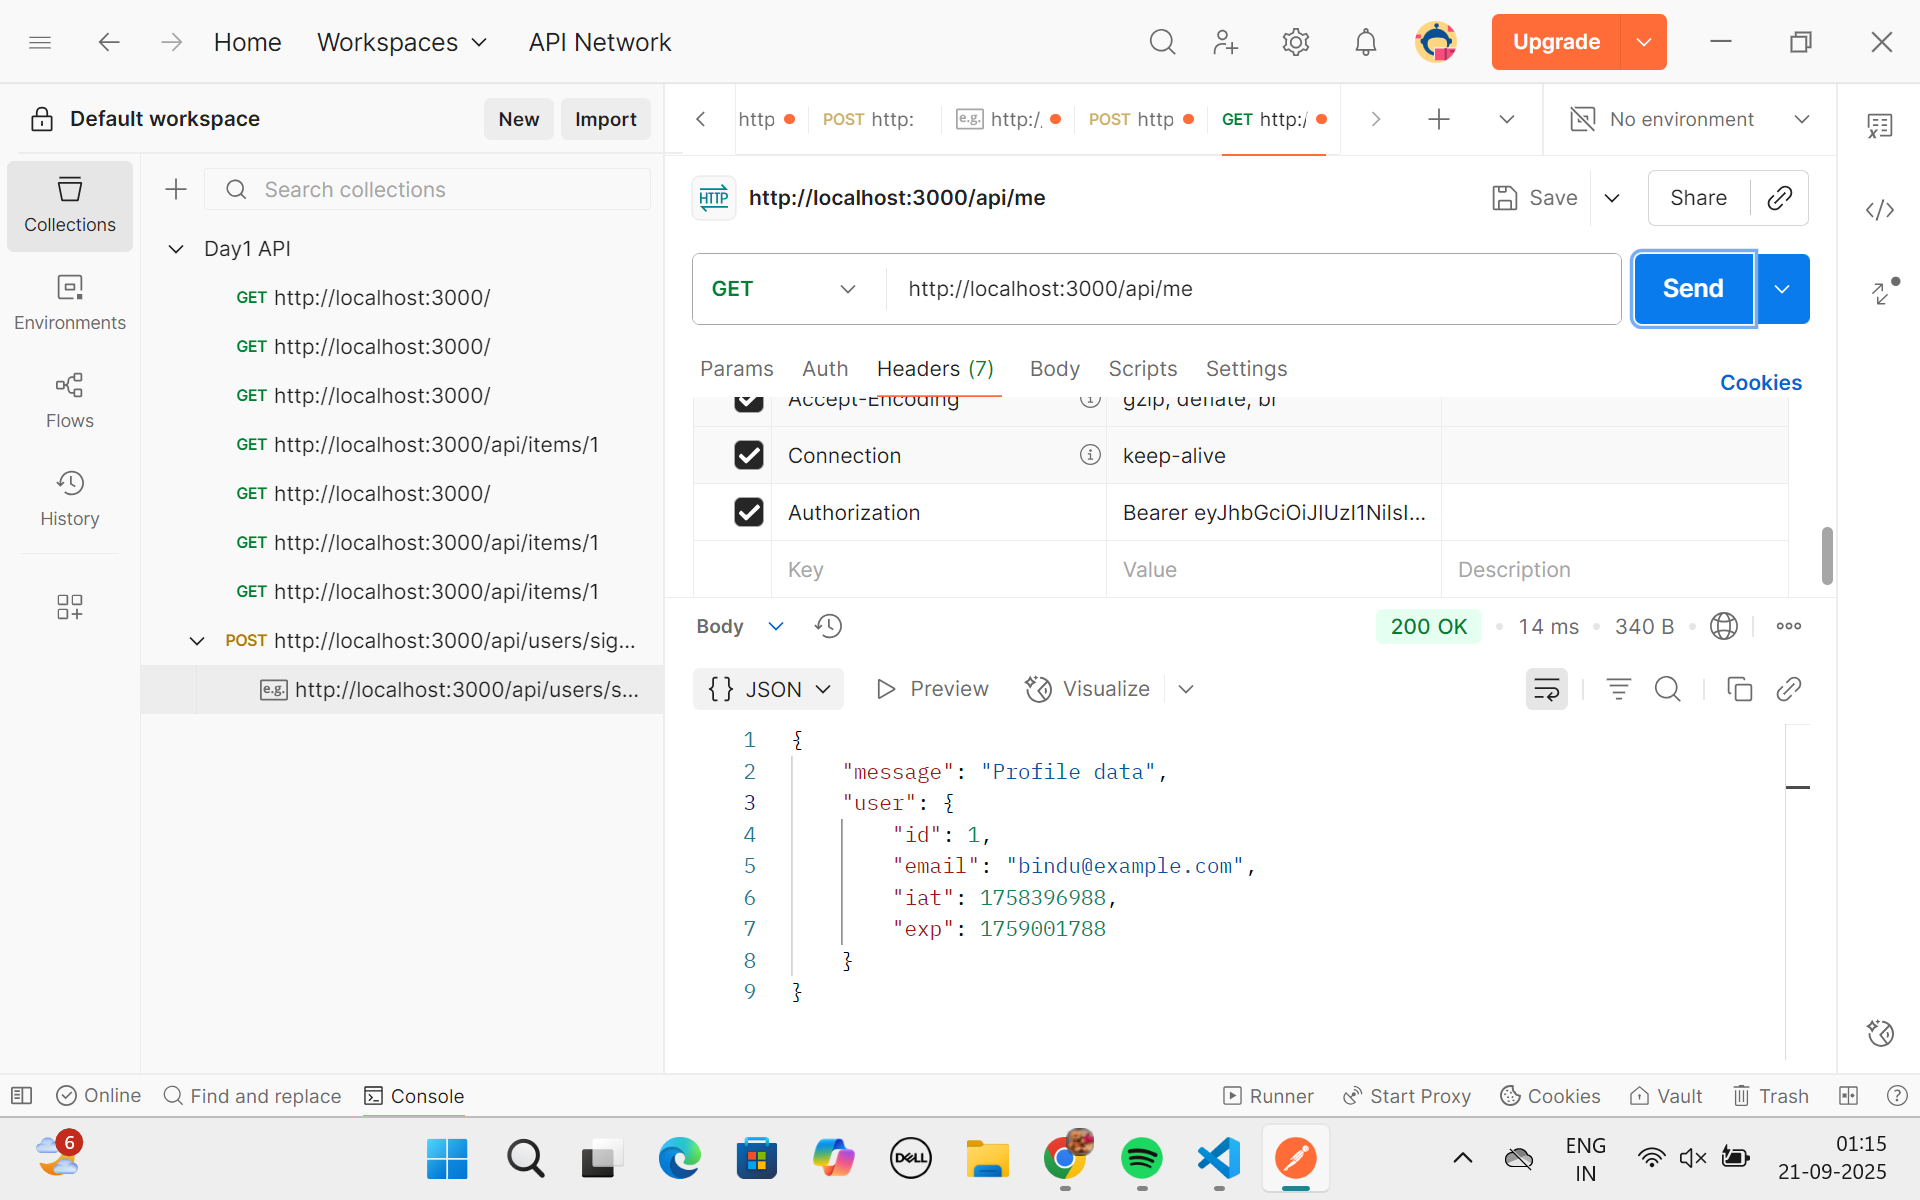 Home Workspaces API Network Upgrade
Default workspace New Import
http POST http: e.g. http:/. POST http GET http:/ No environment
Collections
Environments
Flows
History
Search collections
Day1 API
GET http://localhost:3000/
GET http://localhost:3000/
GET http://localhost:3000/
GET http://localhost:3000/api/items/1
GET http://localhost:3000/
GET http://localhost:3000/api/items/1
GET http://localhost:3000/api/items/1
POST http://localhost:3000/api/users/sig...
e.g. http://localhost:3000/api/users/s...
HTTP http://localhost:3000/api/me Save Share
GET http://localhost:3000/api/me Send
Params Auth Headers (7) Body Scripts Settings Cookies
Accept-Encoding gzip, deflate, br
Connection keep-alive
Authorization Bearer eyJhbGciOiJIUzI1NiIsI...
Key Value Description
Body 200 OK 14 ms 340 B
{} JSON Preview Visualize
1 {
2 "message": "Profile data",
3 "user": {
4 "id": 1,
5 "email": "bindu@example.com",
6 "iat": 1758396988,
7 "exp": 1759001788
8 }
9 }
Online Find and replace Console Runner Start Proxy Cookies Vault Trash
6
DELL
ENG
IN
01:15
21-09-2025